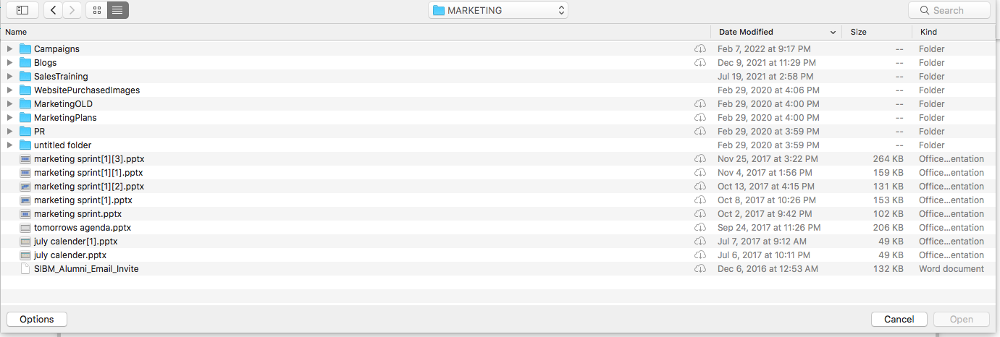 MARKETING Search
Name Date Modified Size Kind
Campaigns Feb 7, 2022 at 9:17 PM -- Folder
Blogs Dec 9, 2021 at 11:29 PM -- Folder
SalesTraining Jul 19, 2021 at 2:58 PM -- Folder
WebsitePurchasedImages Feb 29, 2020 at 4:06 PM -- Folder
MarketingOLD Feb 29, 2020 at 4:00 PM -- Folder
MarketingPlans Feb 29, 2020 at 4:00 PM -- Folder
PR Feb 29, 2020 at 3:59 PM -- Folder
untitled folder Feb 29, 2020 at 3:59 PM -- Folder
marketing sprint[1][3].pptx Nov 25, 2017 at 3:22 PM 264 KB Office...entation
marketing sprint[1][1].pptx Nov 4, 2017 at 1:56 PM 159 KB Office...entation
marketing sprint[1][2].pptx Oct 13, 2017 at 4:15 PM 131 KB Office...entation
marketing sprint[1].pptx Oct 8, 2017 at 10:26 PM 153 KB Office...entation
marketing sprint.pptx Oct 2, 2017 at 9:42 PM 102 KB Office...entation
tomorrows agenda.pptx Sep 24, 2017 at 11:26 PM 206 KB Office...entation
july calender[1].pptx Jul 7, 2017 at 9:12 AM 49 KB Office...entation
july calender.pptx Jul 6, 2017 at 10:11 PM 49 KB Office...entation
SIBM_Alumni_Email_Invite Dec 6, 2016 at 12:53 AM 132 KB Word document
Options Cancel Open